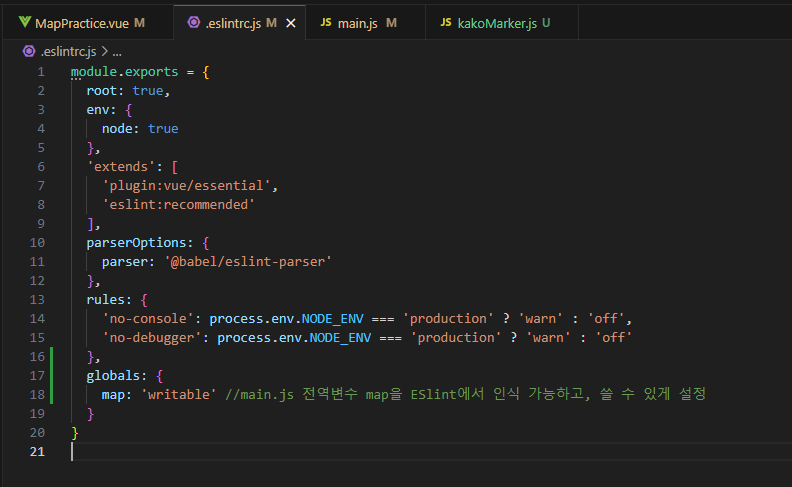 MapPractice.vue M
.eslintrc.js M
JS main.js M
JS kakoMarker.js U
.eslintrc.js > ...
1 module.exports = {
2 root: true,
3 env: {
4 node: true
5 },
6 'extends': [
7 'plugin:vue/essential',
8 'eslint:recommended'
9 ],
10 parserOptions: {
11 parser: '@babel/eslint-parser'
12 },
13 rules: {
14 'no-console': process.env.NODE_ENV === 'production' ? 'warn' : 'off',
15 'no-debugger': process.env.NODE_ENV === 'production' ? 'warn' : 'off'
16 },
17 globals: {
18 map: 'writable' //main.js 전역변수 map을 ESlint에서 인식 가능하고, 쓸 수 있게 설정
19 }
20 }
21